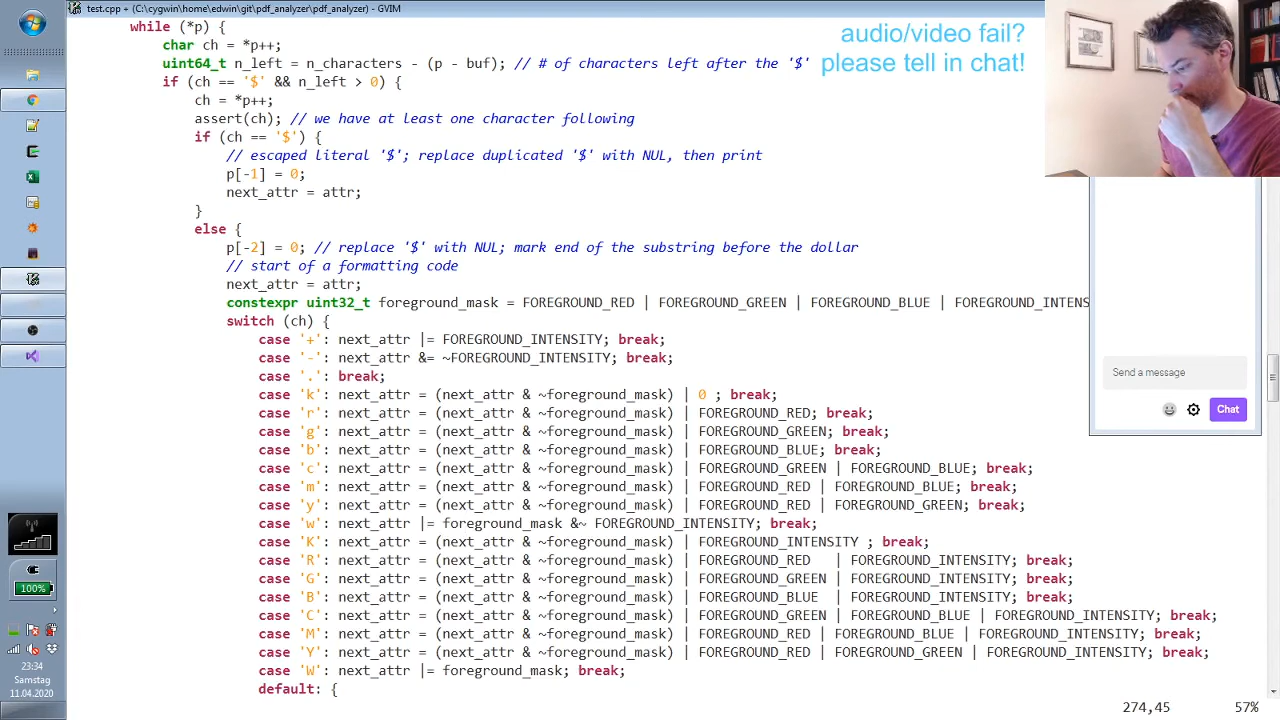 test.cpp + (C:\cygwin\home\edwin\git\pdf_analyzer\pdf_analyzer) - GVIM
while (*p) {
char ch = *p++;
uint64_t n_left = n_characters - (p - buf); // # of characters left after the '$'
if (ch == '$' && n_left > 0) {
ch = *p++;
assert(ch); // we have at least one character following
if (ch == '$') {
// escaped literal '$'; replace duplicated '$' with NUL, then print
p[-1] = 0;
next_attr = attr;
}
else {
p[-2] = 0; // replace '$' with NUL; mark end of the substring before the dollar
// start of a formatting code
next_attr = attr;
constexpr uint32_t foreground_mask = FOREGROUND_RED | FOREGROUND_GREEN | FOREGROUND_BLUE | FOREGROUND_INTENS
switch (ch) {
case '+': next_attr |= FOREGROUND_INTENSITY; break;
case '-': next_attr &= ~FOREGROUND_INTENSITY; break;
case '.': break;
case 'k': next_attr = (next_attr & ~foreground_mask) | 0 ; break;
case 'r': next_attr = (next_attr & ~foreground_mask) | FOREGROUND_RED; break;
case 'g': next_attr = (next_attr & ~foreground_mask) | FOREGROUND_GREEN; break;
case 'b': next_attr = (next_attr & ~foreground_mask) | FOREGROUND_BLUE; break;
case 'c': next_attr = (next_attr & ~foreground_mask) | FOREGROUND_GREEN | FOREGROUND_BLUE; break;
case 'm': next_attr = (next_attr & ~foreground_mask) | FOREGROUND_RED | FOREGROUND_BLUE; break;
case 'y': next_attr = (next_attr & ~foreground_mask) | FOREGROUND_RED | FOREGROUND_GREEN; break;
case 'w': next_attr |= foreground_mask &~ FOREGROUND_INTENSITY; break;
case 'K': next_attr = (next_attr & ~foreground_mask) | FOREGROUND_INTENSITY ; break;
case 'R': next_attr = (next_attr & ~foreground_mask) | FOREGROUND_RED   | FOREGROUND_INTENSITY; break;
case 'G': next_attr = (next_attr & ~foreground_mask) | FOREGROUND_GREEN | FOREGROUND_INTENSITY; break;
case 'B': next_attr = (next_attr & ~foreground_mask) | FOREGROUND_BLUE  | FOREGROUND_INTENSITY; break;
case 'C': next_attr = (next_attr & ~foreground_mask) | FOREGROUND_GREEN | FOREGROUND_BLUE | FOREGROUND_INTENSITY; break;
case 'M': next_attr = (next_attr & ~foreground_mask) | FOREGROUND_RED | FOREGROUND_BLUE | FOREGROUND_INTENSITY; break;
case 'Y': next_attr = (next_attr & ~foreground_mask) | FOREGROUND_RED | FOREGROUND_GREEN | FOREGROUND_INTENSITY; break;
case 'W': next_attr |= foreground_mask; break;
default: {
274,45 57%
audio/video fail?
please tell in chat!
Send a message
Chat
100%
23:34
Samstag
11.04.2020